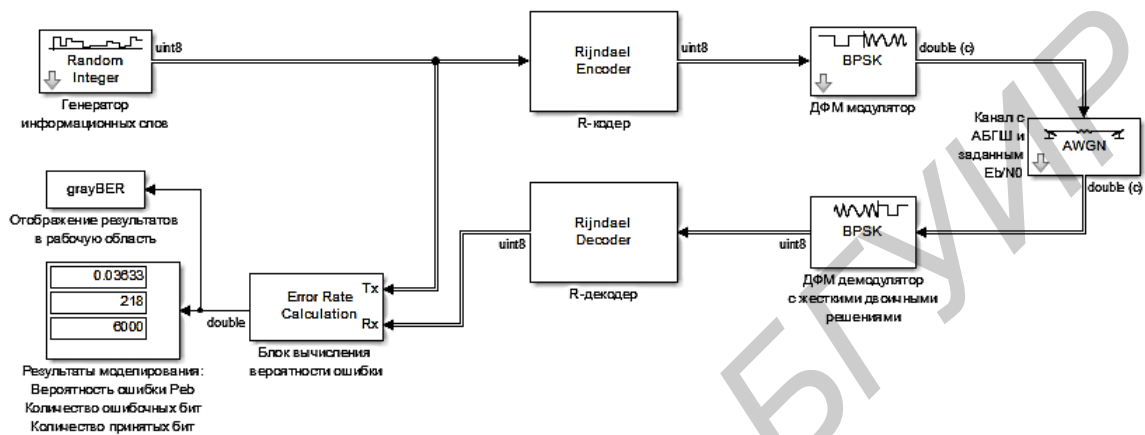 Random
Integer
uint8
Генератор
информационных слов
Rijndael
Encoder
uint8
R-кодер
BPSK
double (c)
ДФМ модулятор
Канал с
АБГШ и
заданным
Eb/N0
AWGN
double (c)
grayBER
Отображение результатов
в рабочую область
Rijndael
Decoder
uint8
uint8
R-декодер
BPSK
ДФМ демодулятор
с жесткими двоичными
решениями
0.03633
218
6000
double
Error Rate
Calculation
Tx
Rx
Блок вычисления
вероятности ошибки
Результаты моделирования:
Вероятность ошибки Peb
Количество ошибочных бит
Количество принятых бит
БГУИР